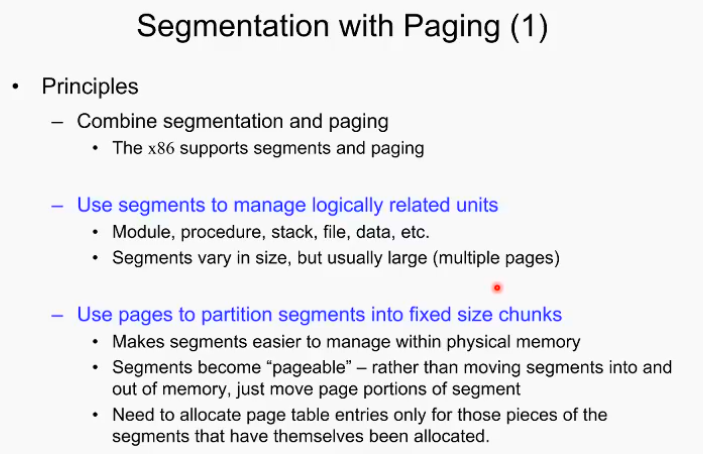 Segmentation with Paging (1)
• Principles
– Combine segmentation and paging
• The x86 supports segments and paging
– Use segments to manage logically related units
• Module, procedure, stack, file, data, etc.
• Segments vary in size, but usually large (multiple pages)
– Use pages to partition segments into fixed size chunks
• Makes segments easier to manage within physical memory
• Segments become “pageable” – rather than moving segments into and
out of memory, just move page portions of segment
• Need to allocate page table entries only for those pieces of the
segments that have themselves been allocated.